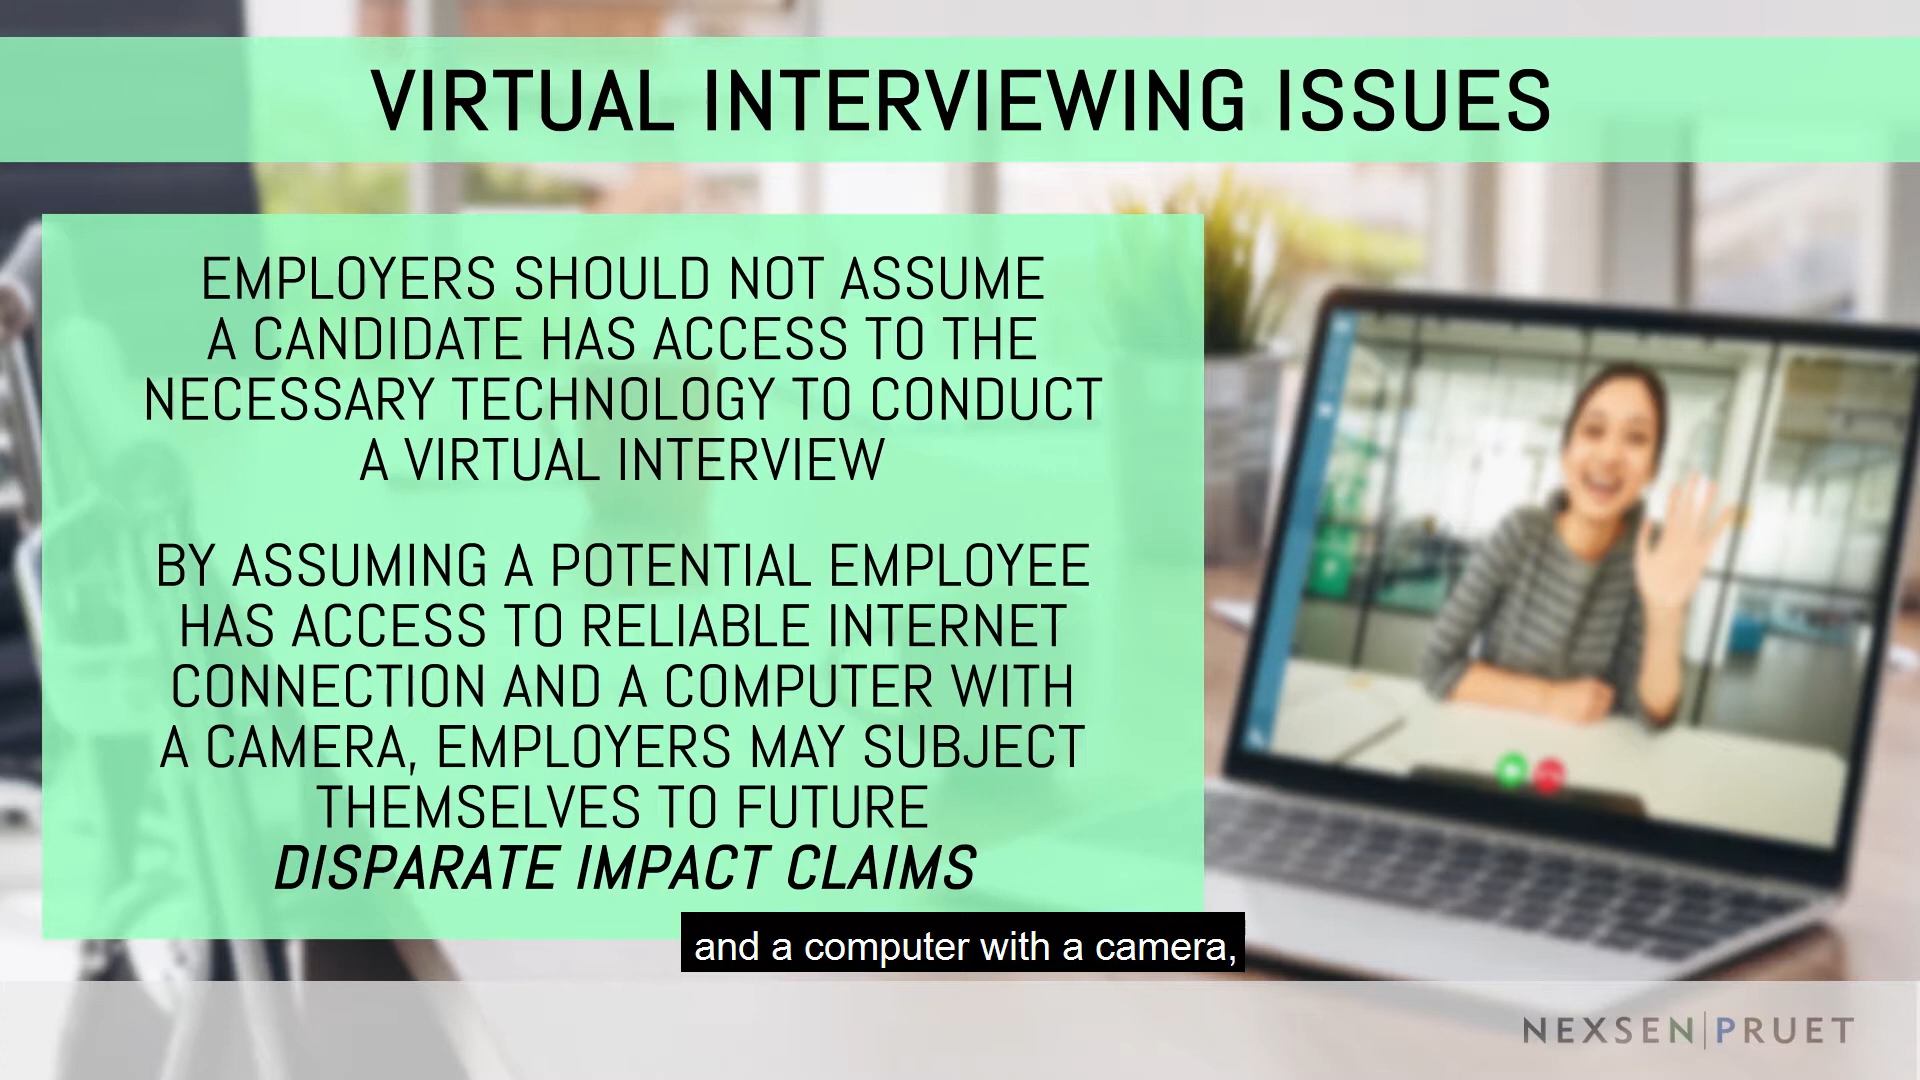 VIRTUAL INTERVIEWING ISSUES
EMPLOYERS SHOULD NOT ASSUME
A CANDIDATE HAS ACCESS TO THE
NECESSARY TECHNOLOGY TO CONDUCT
A VIRTUAL INTERVIEW
BY ASSUMING A POTENTIAL EMPLOYEE
HAS ACCESS TO RELIABLE INTERNET
CONNECTION AND A COMPUTER WITH
A CAMERA, EMPLOYERS MAY SUBJECT
THEMSELVES TO FUTURE
DISPARATE IMPACT CLAIMS
and a computer with a camera,
NEXSEN|PRUET